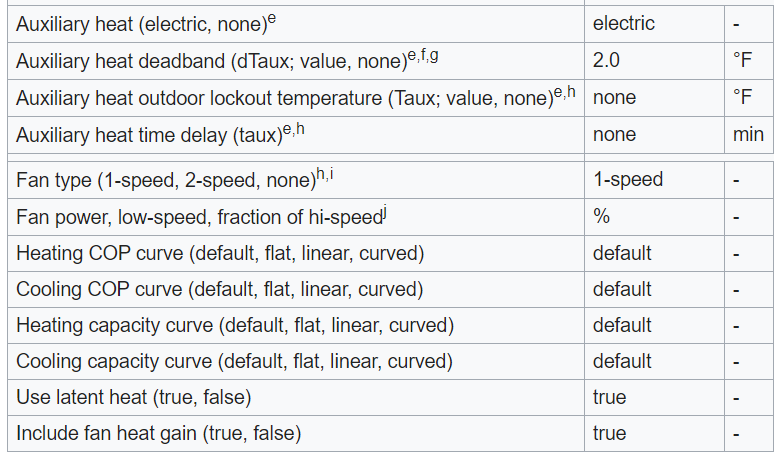 Auxiliary heat (electric, none)e electric -
Auxiliary heat deadband (dTaux; value, none)e,f,g 2.0 °F
Auxiliary heat outdoor lockout temperature (Taux; value, none)e,h none °F
Auxiliary heat time delay (taux)e,h none min
Fan type (1-speed, 2-speed, none)h,i 1-speed -
Fan power, low-speed, fraction of hi-speedj % -
Heating COP curve (default, flat, linear, curved) default -
Cooling COP curve (default, flat, linear, curved) default -
Heating capacity curve (default, flat, linear, curved) default -
Cooling capacity curve (default, flat, linear, curved) default -
Use latent heat (true, false) true -
Include fan heat gain (true, false) true -